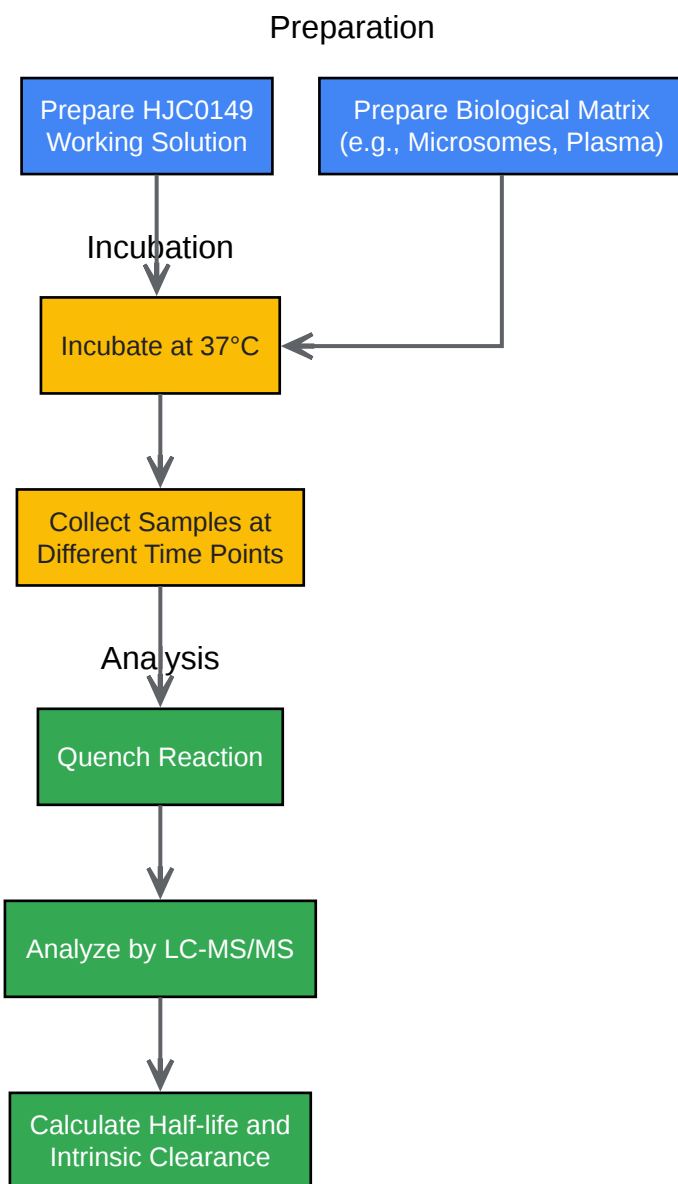 Preparation
Prepare HJC0149
Working Solution
Prepare Biological Matrix
(e.g., Microsomes, Plasma)
Incubation
Incubate at 37°C
Collect Samples at
Different Time Points
Analysis
Quench Reaction
Analyze by LC-MS/MS
Calculate Half-life and
Intrinsic Clearance